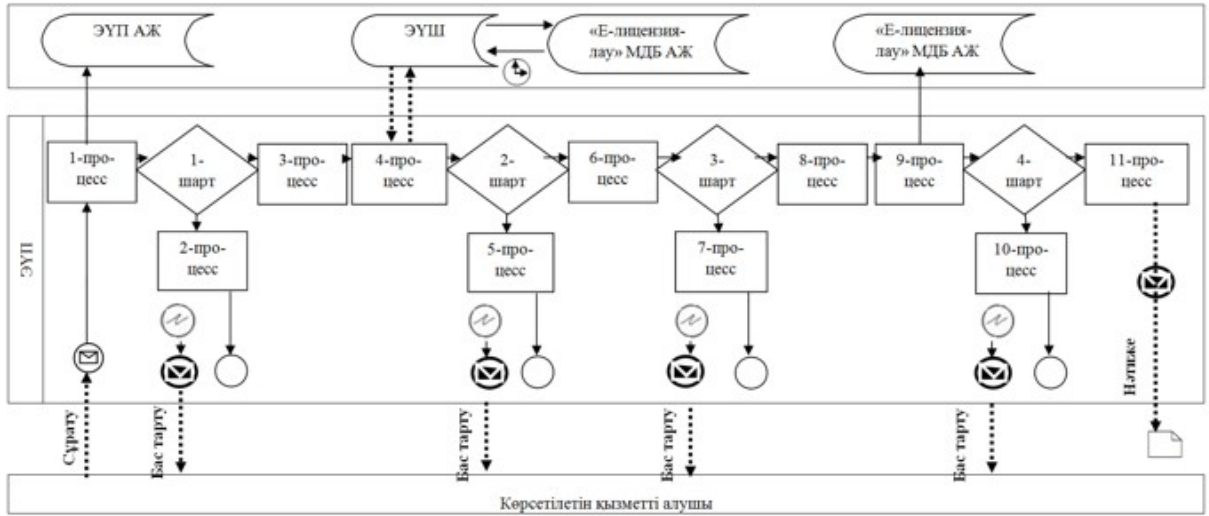 ЭҮП АЖ
ЭҮШ
«Е-лицензия-
лау» МДБ АЖ
«Е-лицензия-
лау» МДБ АЖ
ЭҮП
1-про-
цесс
1-
шарт
3-про-
цесс
4-про-
цесс
2-
шарт
6-про-
цесс
3-
шарт
8-про-
цесс
9-про-
цесс
4-
шарт
11-про-
цесс
2-про-
цесс
5-про-
цесс
7-про-
цесс
10-про-
цесс
Сұрату
Бас тарту
Бас тарту
Бас тарту
Бас тарту
Нәтиже
Көрсетілетін қызметті алушы